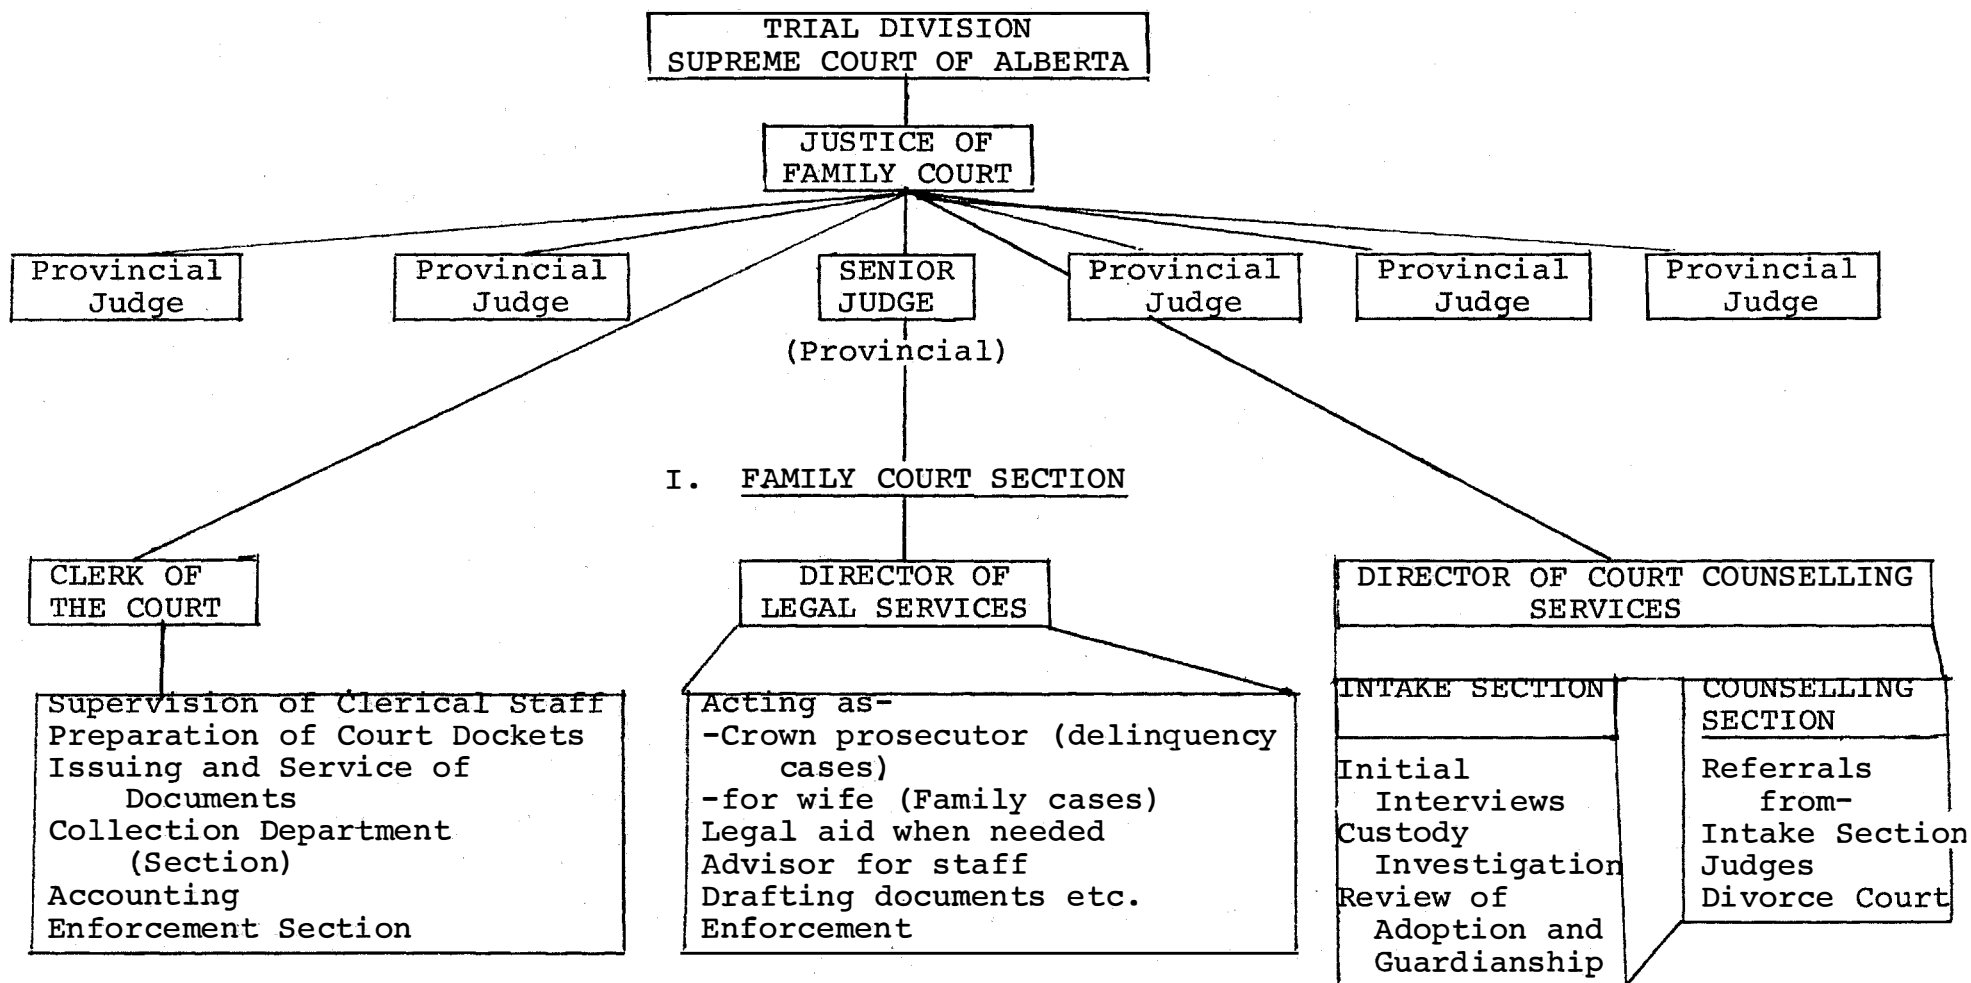 TRIAL DIVISION
SUPREME COURT OF ALBERTA
JUSTICE OF
FAMILY COURT
Provincial
Judge
Provincial
Judge
SENIOR
JUDGE
(Provincial)
Provincial
Judge
Provincial
Judge
Provincial
Judge
I. FAMILY COURT SECTION
CLERK OF
THE COURT
Supervision of Clerical Staff
Preparation of Court Dockets
Issuing and Service of
Documents
Collection Department
(Section)
Accounting
Enforcement Section
DIRECTOR OF
LEGAL SERVICES
Acting as-
-Crown prosecutor (delinquency
cases)
-for wife (Family cases)
Legal aid when needed
Advisor for staff
Drafting documents etc.
Enforcement
DIRECTOR OF COURT COUNSELLING
SERVICES
INTAKE SECTION
Initial
Interviews
Custody
Investigation
Review of
Adoption and
Guardianship
COUNSELLING
SECTION
Referrals
from-
Intake Section
Judges
Divorce Court